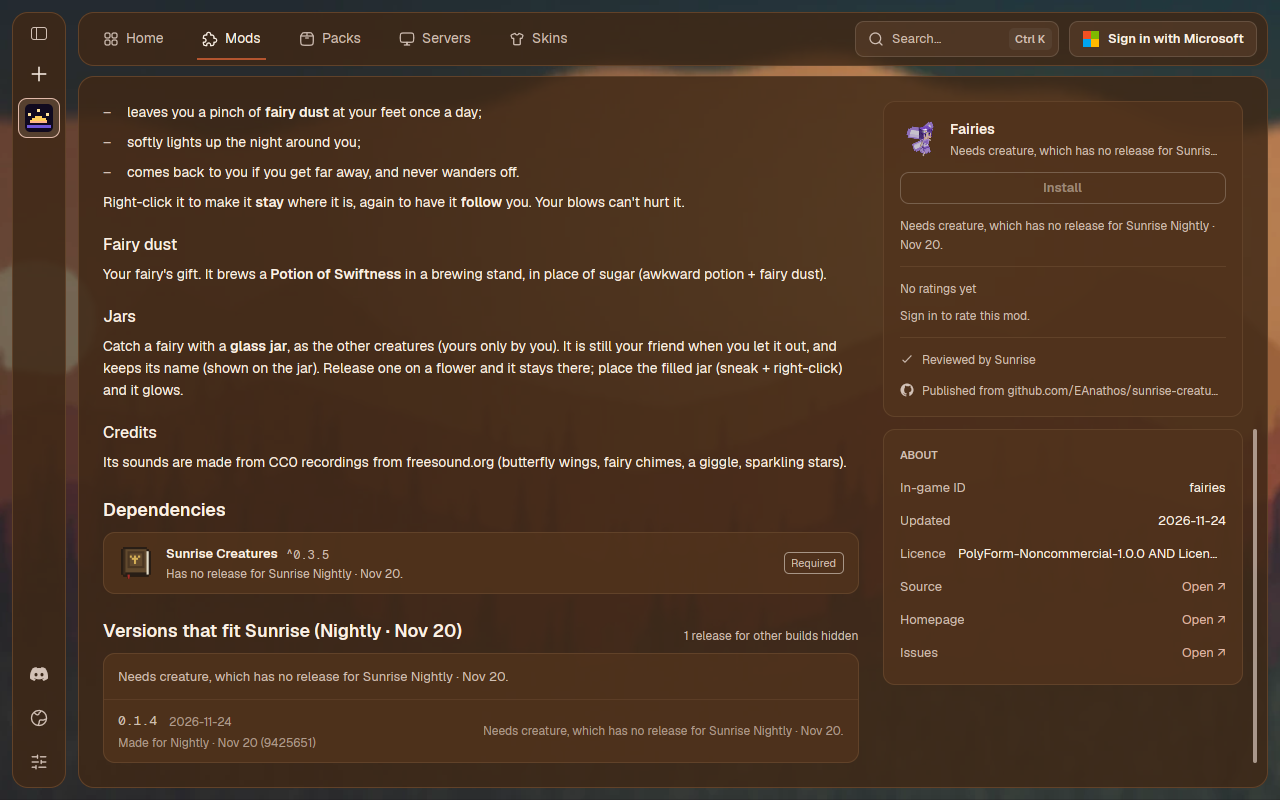 Home
Mods
Packs
Servers
Skins
Search...
Ctrl K
Sign in with Microsoft
– leaves you a pinch of fairy dust at your feet once a day;
– softly lights up the night around you;
– comes back to you if you get far away, and never wanders off.
Right-click it to make it stay where it is, again to have it follow you. Your blows can't hurt it.
Fairy dust
Your fairy's gift. It brews a Potion of Swiftness in a brewing stand, in place of sugar (awkward potion + fairy dust).
Jars
Catch a fairy with a glass jar, as the other creatures (yours only by you). It is still your friend when you let it out, and
keeps its name (shown on the jar). Release one on a flower and it stays there; place the filled jar (sneak + right-click)
and it glows.
Credits
Its sounds are made from CC0 recordings from freesound.org (butterfly wings, fairy chimes, a giggle, sparkling stars).
Dependencies
Sunrise Creatures ^0.3.5
Has no release for Sunrise Nightly · Nov 20.
Required
Versions that fit Sunrise (Nightly · Nov 20)
1 release for other builds hidden
Needs creature, which has no release for Sunrise Nightly · Nov 20.
0.1.4 2026-11-24
Made for Nightly · Nov 20 (9425651)
Needs creature, which has no release for Sunrise Nightly · Nov 20.
Fairies
Needs creature, which has no release for Sunris...
Install
Needs creature, which has no release for Sunrise Nightly ·
Nov 20.
No ratings yet
Sign in to rate this mod.
Reviewed by Sunrise
Published from github.com/EAnathos/sunrise-creatu...
ABOUT
In-game ID fairies
Updated 2026-11-24
Licence PolyForm-Noncommercial-1.0.0 AND Licen...
Source Open ↗
Homepage Open ↗
Issues Open ↗